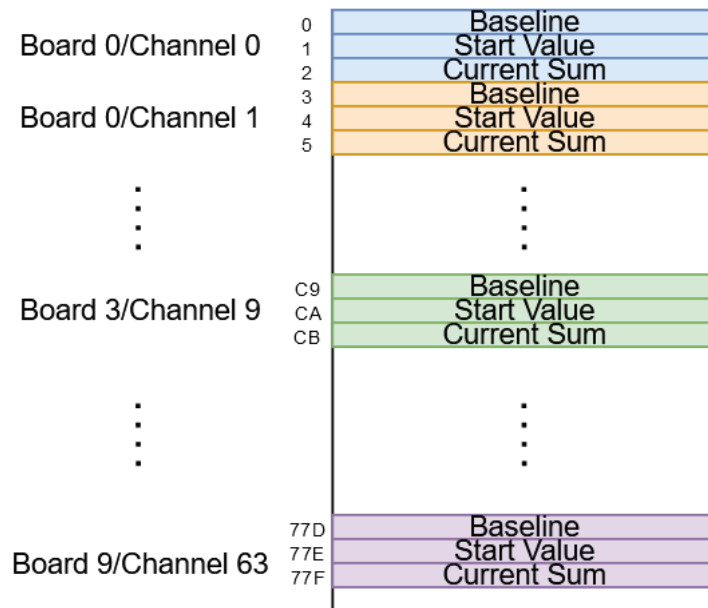 Board 0/Channel 0
0 Baseline
1 Start Value
2 Current Sum
Board 0/Channel 1
3 Baseline
4 Start Value
5 Current Sum
Board 3/Channel 9
C9 Baseline
CA Start Value
CB Current Sum
Board 9/Channel 63
77D Baseline
77E Start Value
77F Current Sum